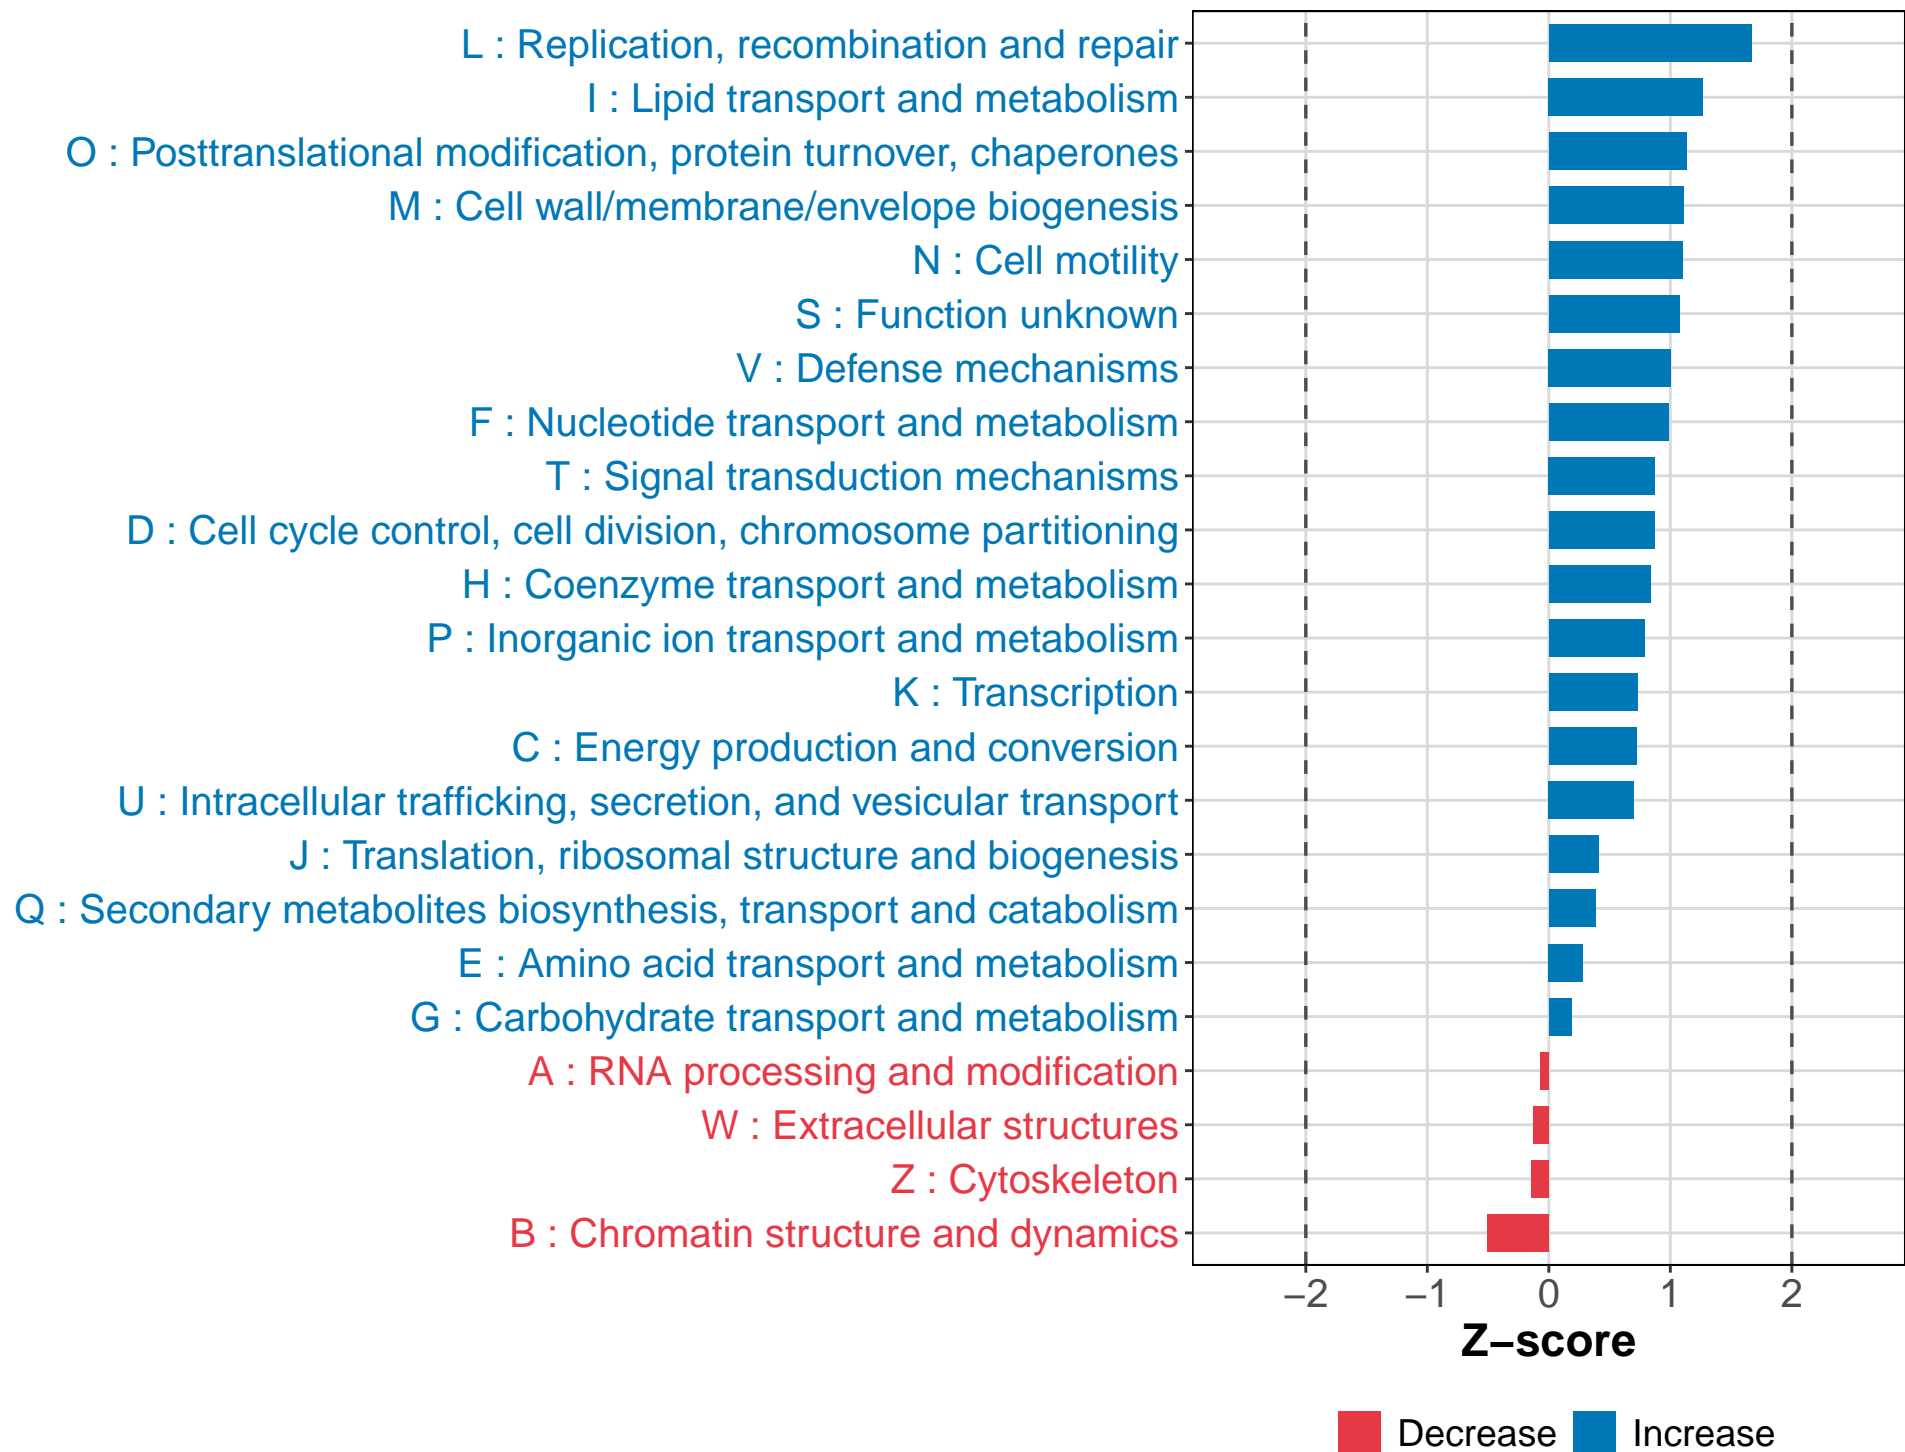 L : Replication, recombination and repair
I : Lipid transport and metabolism
O : Posttranslational modification, protein turnover, chaperones
M : Cell wall/membrane/envelope biogenesis
N : Cell motility
S : Function unknown
V : Defense mechanisms
F : Nucleotide transport and metabolism
T : Signal transduction mechanisms
D : Cell cycle control, cell division, chromosome partitioning
H : Coenzyme transport and metabolism
P : Inorganic ion transport and metabolism
K : Transcription
C : Energy production and conversion
U : Intracellular trafficking, secretion, and vesicular transport
J : Translation, ribosomal structure and biogenesis
Q : Secondary metabolites biosynthesis, transport and catabolism
E : Amino acid transport and metabolism
G : Carbohydrate transport and metabolism
A : RNA processing and modification
W : Extracellular structures
Z : Cytoskeleton
B : Chromatin structure and dynamics
−2 −1 0 1 2
Z−score
Decrease Increase